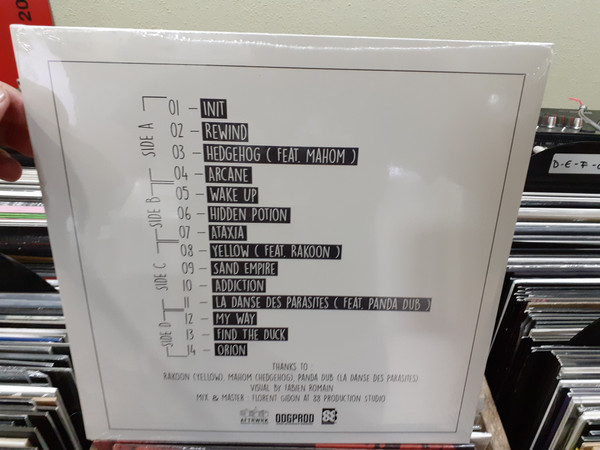 20
SIDE A
01 - INIT
02 - REWIND
03 - HEDGEHOG ( FEAT. MAHOM )
SIDE B
04 - ARCANE
05 - WAKE UP
06 - HIDDEN POTION
07 - ATAXIA
SIDE C
08 - YELLOW ( FEAT. RAKOON )
09 - SAND EMPIRE
10 - ADDICTION
SIDE D
11 - LA DANSE DES PARASITES ( FEAT. PANDA DUB )
12 - MY WAY
13 - FIND THE DUCK
14 - ORION
THANKS TO :
RAKOON (YELLOW), MAHOM (HEDGEHOG), PANDA DUB (LA DANSE DES PARASITES)
VISUAL BY FABIEN ROMAIN
MIX & MASTER : FLORENT GIDON AT 88 PRODUCTION STUDIO
ODGPROD
88
D-E-F-